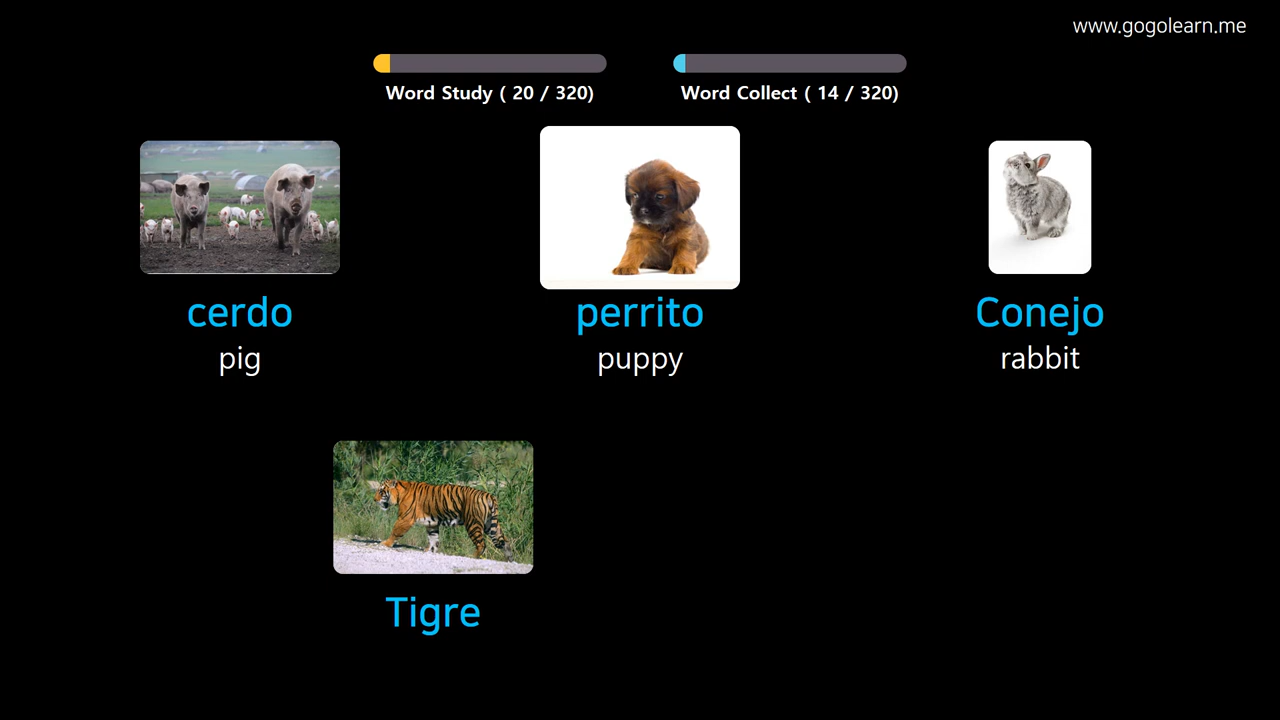 www.gogolearn.me
Word Study ( 20 / 320)
Word Collect ( 14 / 320)
cerdo
pig
perrito
puppy
Conejo
rabbit
Tigre